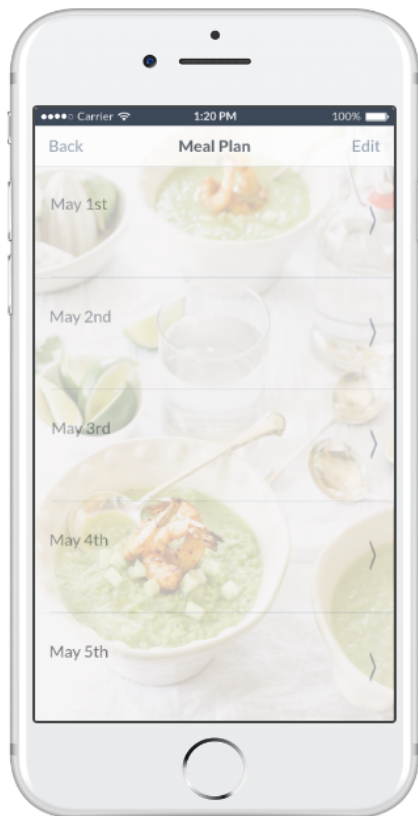 Carrier 1:20 PM 100%
Back Meal Plan Edit
May 1st
May 2nd
May 3rd
May 4th
May 5th